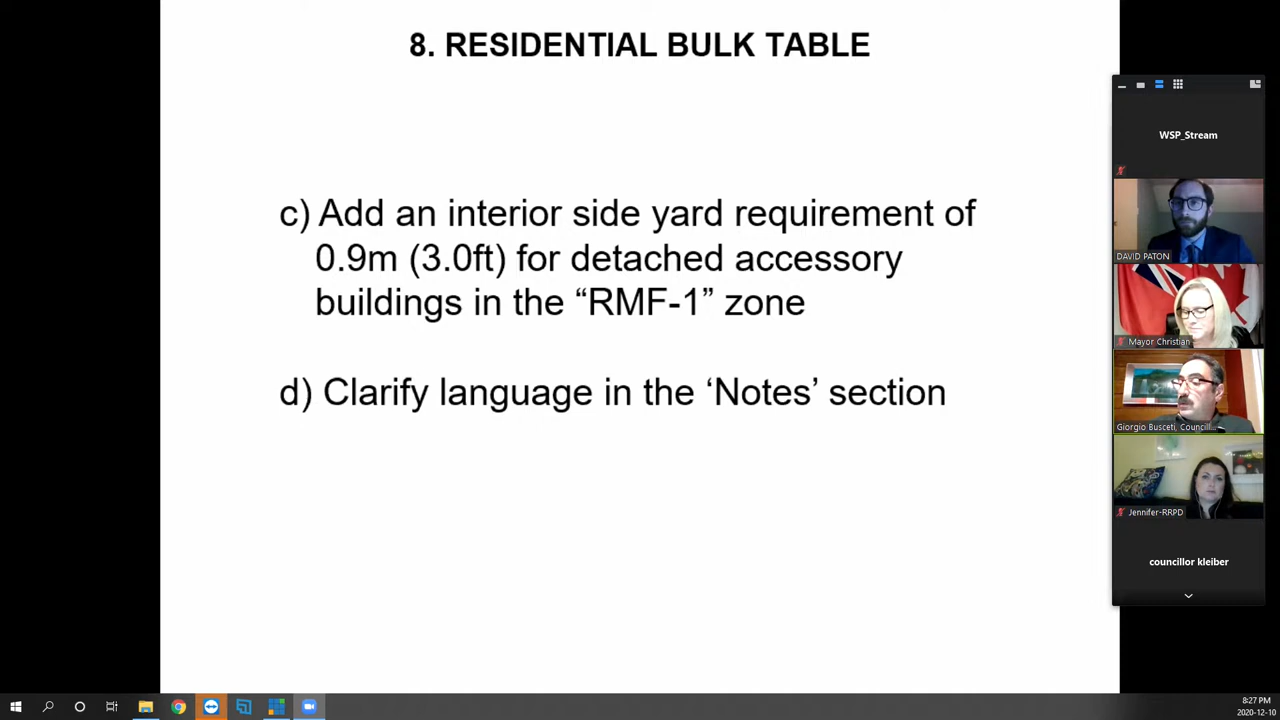 8. RESIDENTIAL BULK TABLE
c) Add an interior side yard requirement of
0.9m (3.0ft) for detached accessory
buildings in the “RMF-1” zone
d) Clarify language in the ‘Notes’ section
WSP_Stream
DAVID PATON
Mayor Christian
Giorgio Busceti, Councill...
Jennifer-RRPD
councillor kleiber
8:27 PM
2020-12-10